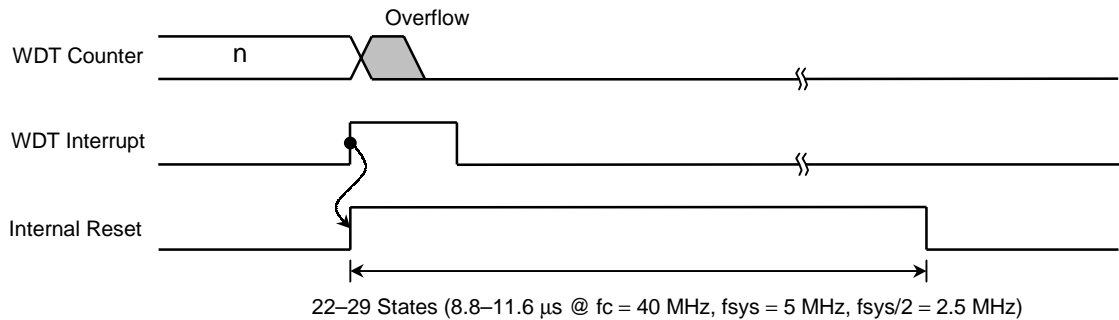 Overflow
WDT Counter
n
WDT Interrupt
Internal Reset
22–29 States (8.8–11.6 μs @ fc = 40 MHz, fsys = 5 MHz, fsys/2 = 2.5 MHz)